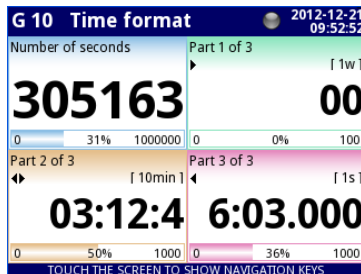 G 10 Time format
2012-12-21
09:52:52
Number of seconds
305163
0 31% 1000000
Part 1 of 3
[ 1w ]
00
0 0% 100
Part 2 of 3
[ 10min ]
03:12:4
0 50% 1000
Part 3 of 3
[ 1s ]
6:03.000
0 36% 1000
TOUCH THE SCREEN TO SHOW NAVIGATION KEYS